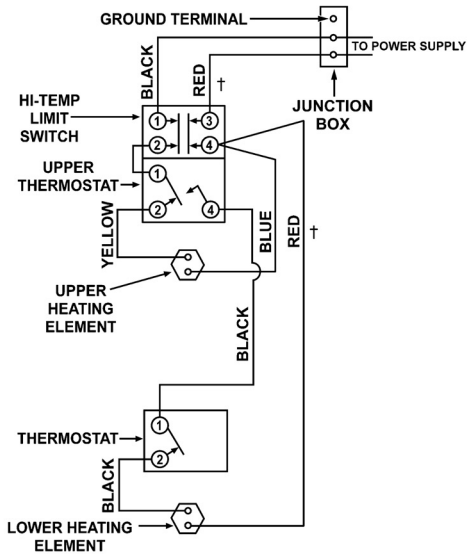 GROUND TERMINAL
TO POWER SUPPLY
BLACK
RED
†
JUNCTION
BOX
HI-TEMP
LIMIT
SWITCH
1
3
2
4
UPPER
THERMOSTAT
1
2
4
YELLOW
BLUE
RED
†
UPPER
HEATING
ELEMENT
BLACK
THERMOSTAT
1
2
BLACK
LOWER HEATING
ELEMENT